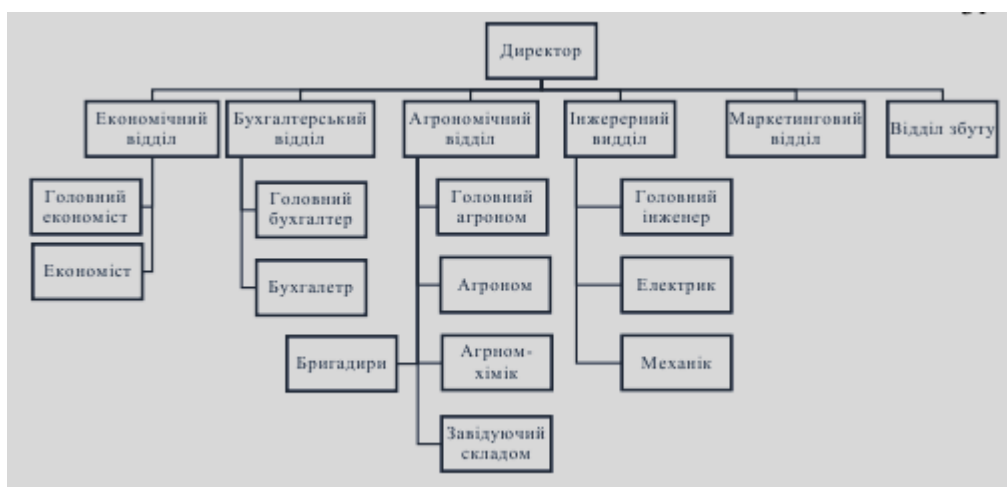 Директор
Економічний
відділ
Бухгалтерський
відділ
Агрономічний
відділ
Інжерерний
видділ
Маркетинговий
відділ
Відділ збуту
Головний
економіст
Економіст
Головний
бухгалтер
Бухгалетр
Головний
агроном
Агроном
Бригадири
Агрном-
хімік
Завідуючий
складом
Головний
інженер
Електрик
Механік